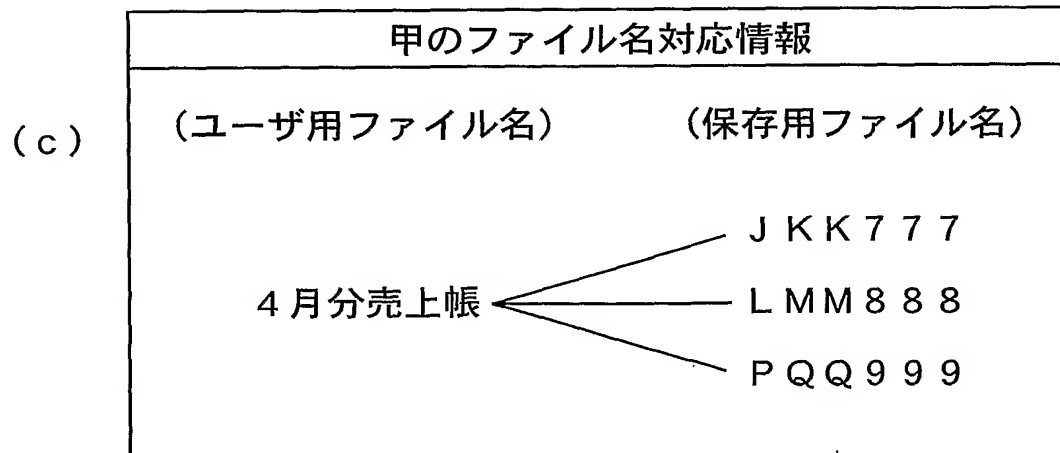 甲のファイル名対応情報
(c)
(ユーザ用ファイル名) (保存用ファイル名)
JKK777
4月分売上帳 LMM888
PQQ999